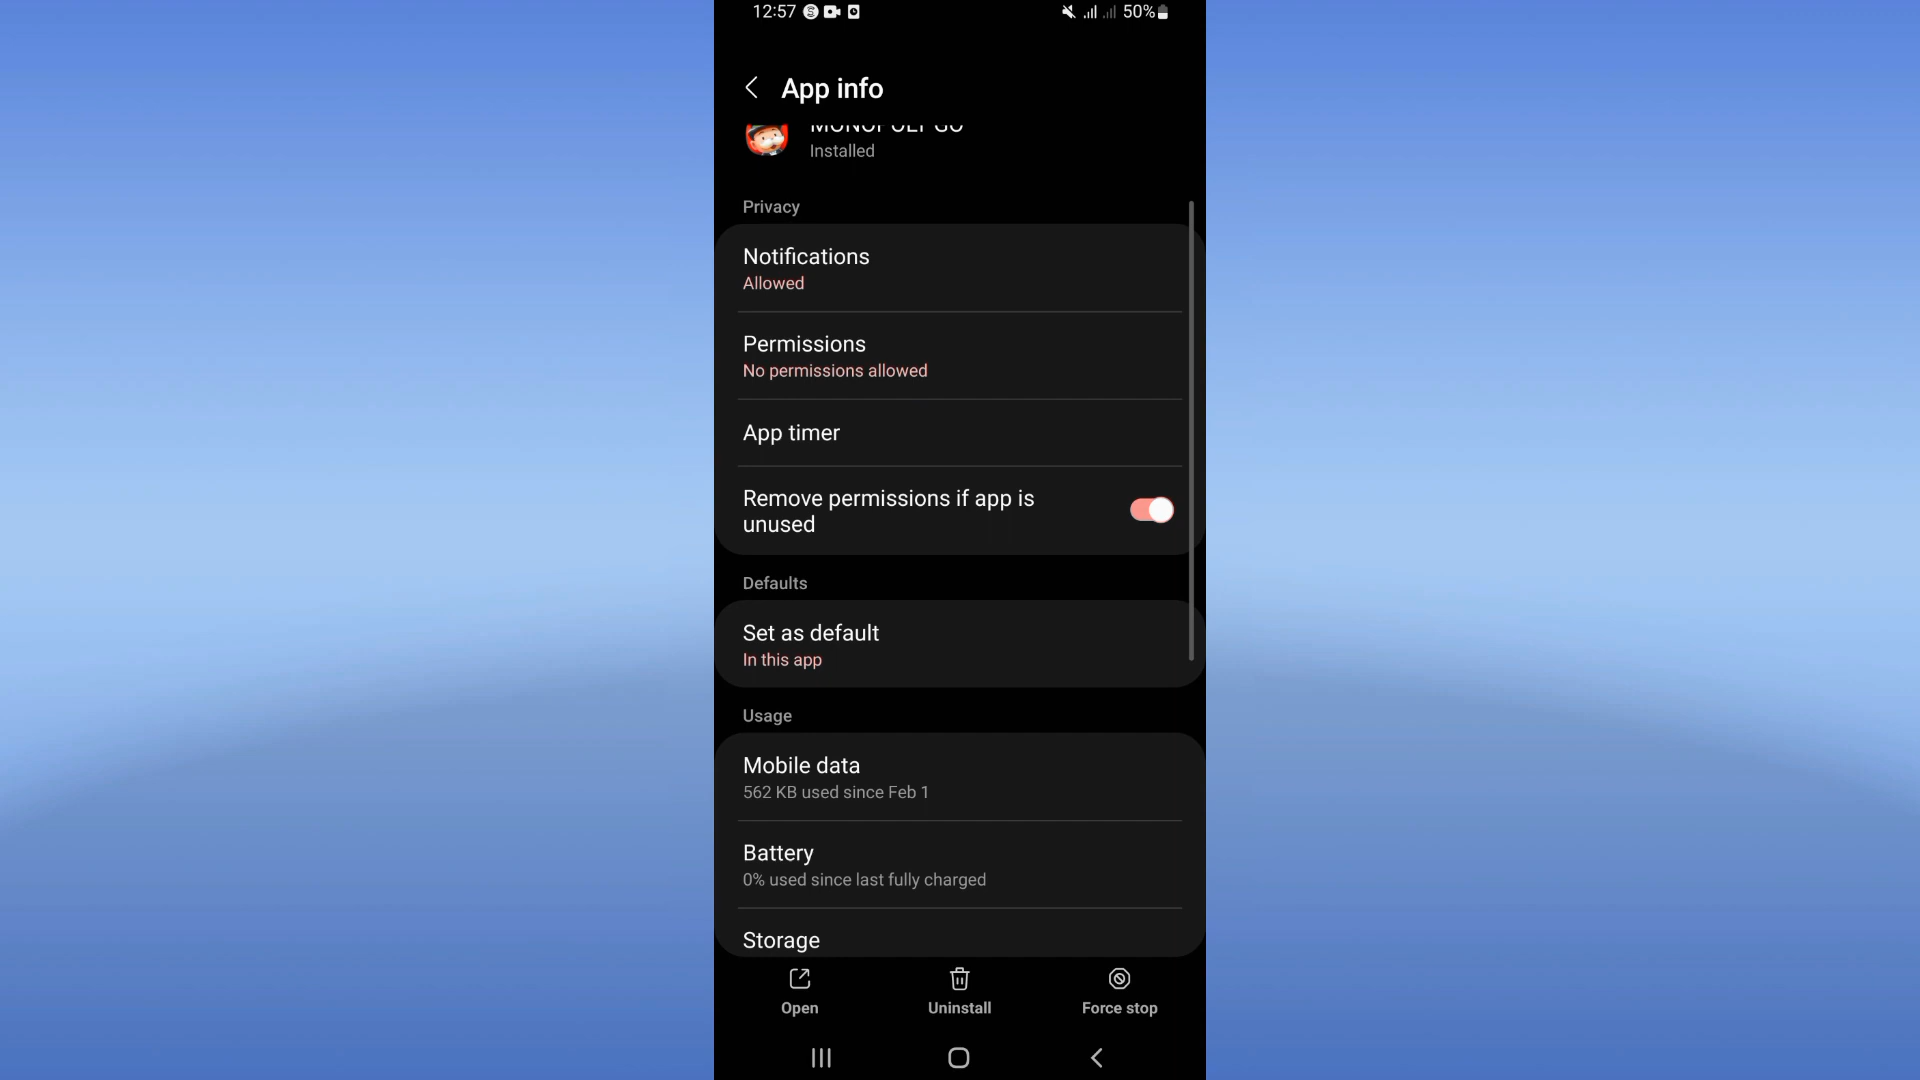 12:57
50%
App info
MONOPOLY GO
Installed
Privacy
Notifications
Allowed
Permissions
No permissions allowed
App timer
Remove permissions if app is
unused
Defaults
Set as default
In this app
Usage
Mobile data
562 KB used since Feb 1
Battery
0% used since last fully charged
Storage
Open
Uninstall
Force stop